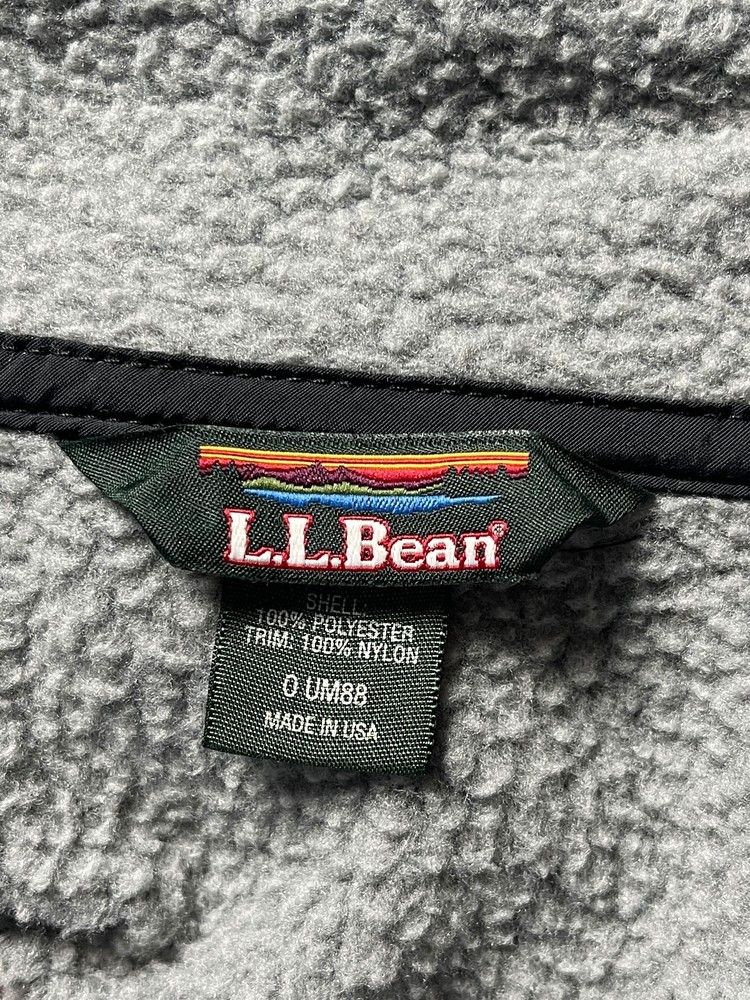 L.L.Bean®
SHELL:
100% POLYESTER
TRIM: 100% NYLON
0 UM88
MADE IN USA